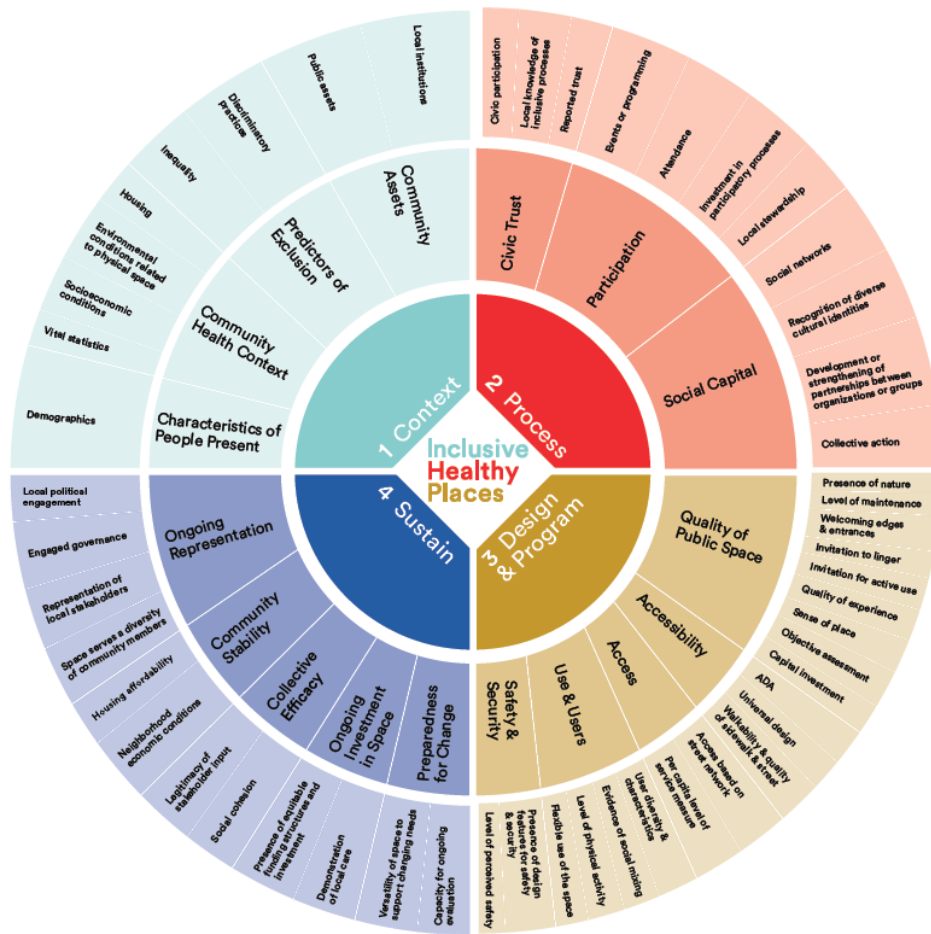 Inclusive
Healthy
Places
1 Context
Characteristics of
People Present
Community
Health Context
Predictors of
Exclusion
Community
Assets
Demographics
Vital statistics
Socioeconomic
conditions
Environmental
conditions related
to physical space
Housing
Inequality
Discriminatory
practices
Public assets
Local institutions
2 Process
Civic Trust
Participation
Social Capital
Civic participation
Local knowledge of
inclusive processes
Reported trust
Events or programming
Attendance
Investment in
participatory processes
Local stewardship
Social networks
Recognition of diverse
cultural identities
Development or
strengthening of
partnerships between
organizations or groups
Collective action
3 Design
& Program
Quality of
Public Space
Accessibility
Access
Use & Users
Safety &
Security
Presence of nature
Level of maintenance
Welcoming edges
& entrances
Invitation to linger
Invitation for active use
Quality of experience
Sense of place
Objective assessment
Capital investment
ADA
Universal design
Walkability & quality
of sidewalk & street
Access based on
street network
Per capita level of
service measure
User diversity &
characteristics
Evidence of social mixing
Level of physical activity
Flexible use of the space
Presence of design
features for safety
& security
Level of perceived safety
4 Sustain
Ongoing
Representation
Community
Stability
Collective
Efficacy
Ongoing
Investment
in Space
Preparedness
for Change
Local political
engagement
Engaged governance
Representation of
local stakeholders
Space serves a diversity
of community members
Housing affordability
Neighborhood
economic conditions
Legitimacy of
stakeholder input
Social cohesion
Presence of equitable
funding structures and
investment
Demonstration
of local care
Versatility of space to
support changing needs
Capacity for ongoing
evaluation